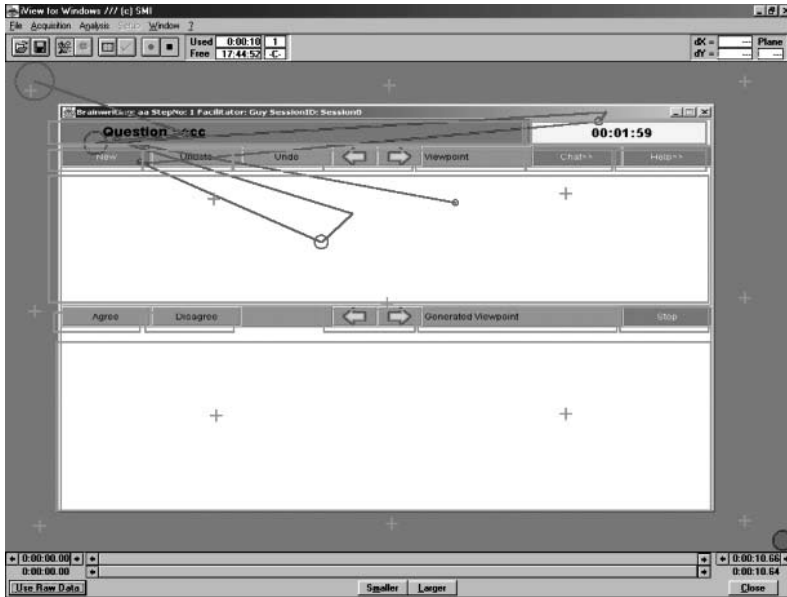 iView for Windows /// (c) SMI
File Acquisition Analysis Setup Window ?
Used 0:00:10 1
Free 17:44:52 -C-
dX = --- Plane
dY = --- ---
Brainwriting: aa StepNo: 1 Facilitator: Guy SessionID: Session0
Question cc 00:01:59
New Update Undo Viewpoint Chat>> Help>>
Agree Disagree Generated Viewpoint Stop
0:00:00.00 0:00:10.66
0:00:00.00 0:00:10.64
Use Raw Data Smaller Larger Close